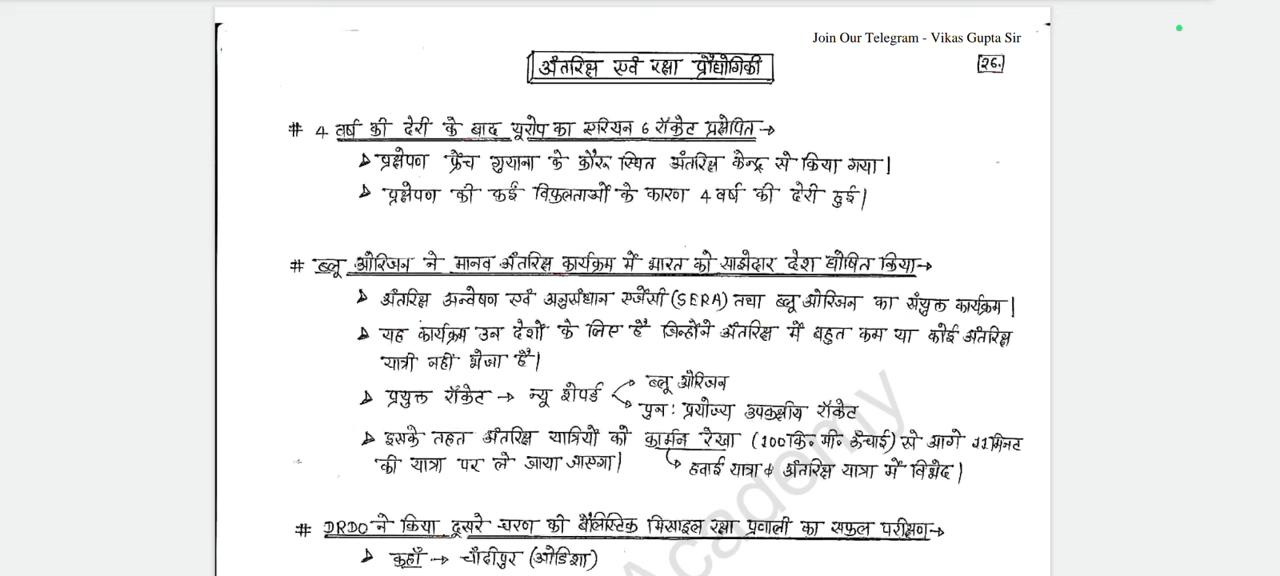 Join Our Telegram - Vikas Gupta Sir
अंतरिक्ष एवं रक्षा प्रौद्योगिकी
26.
# 4 वर्ष की देरी के बाद यूरोप का एरियन 6 रॉकेट प्रक्षेपित →
➢ प्रक्षेपण फ्रेंच गुयाना के कौरू स्थित अंतरिक्ष केन्द्र से किया गया।
➢ प्रक्षेपण की कई विफलताओं के कारण 4 वर्ष की देरी हुई।
# ब्लू ओरिजन ने मानव अंतरिक्ष कार्यक्रम में भारत को साझेदार देश घोषित किया →
➢ अंतरिक्ष अन्वेषण एवं अनुसंधान एजेंसी (SERA) तथा ब्लू ओरिजन का संयुक्त कार्यक्रम।
➢ यह कार्यक्रम उन देशों के लिए है जिन्होंने अंतरिक्ष में बहुत कम या कोई अंतरिक्ष
यात्री नहीं भेजा है।
➢ प्रयुक्त रॉकेट → न्यू शेपर्ड
ब्लू ओरिजन
पुन: प्रयोज्य उपकक्षीय रॉकेट
➢ इसके तहत अंतरिक्ष यात्रियों को कार्मन रेखा (100 कि॰ मी॰ ऊँचाई) से आगे 11 मिनट
की यात्रा पर ले जाया जाएगा।
हवाई यात्रा & अंतरिक्ष यात्रा में विभेद।
# DRDO ने किया दूसरे चरण की बैलिस्टिक मिसाइल रक्षा प्रणाली का सफल परीक्षण →
➢ कहाँ → चाँदीपुर (ओडिशा)
Academy